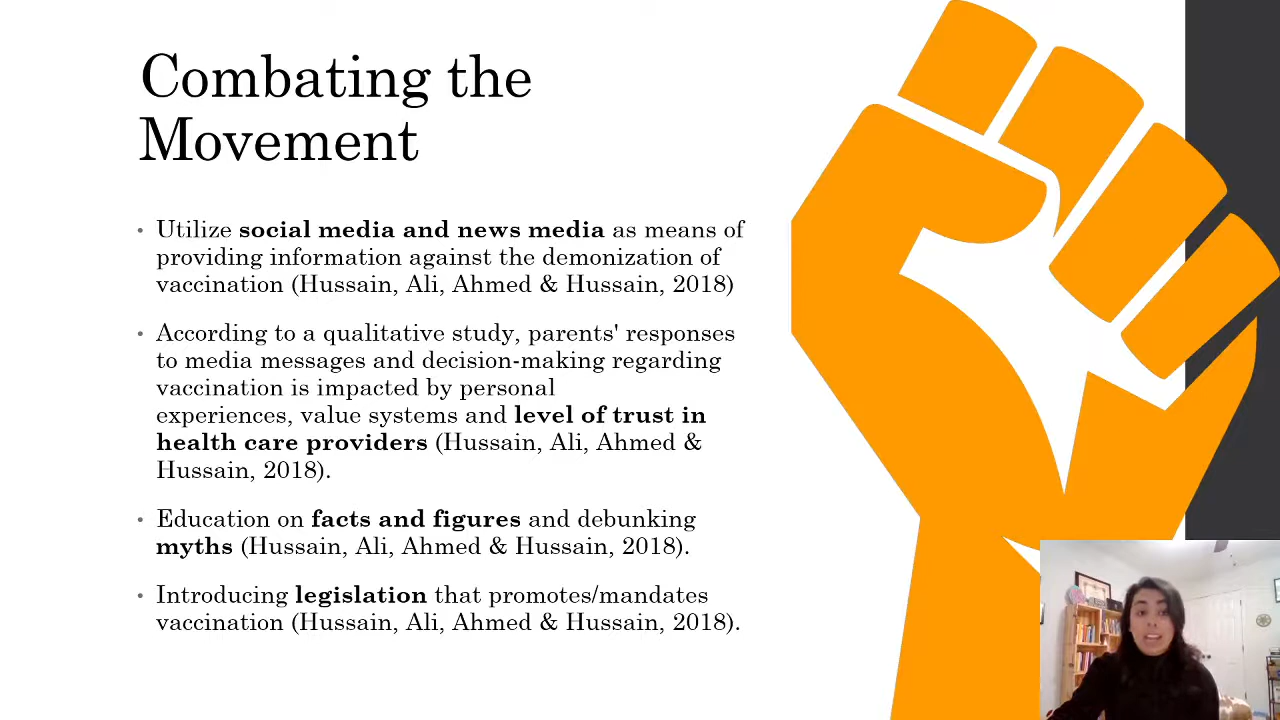 Combating the
Movement
• Utilize social media and news media as means of
providing information against the demonization of
vaccination (Hussain, Ali, Ahmed & Hussain, 2018)
• According to a qualitative study, parents' responses
to media messages and decision-making regarding
vaccination is impacted by personal
experiences, value systems and level of trust in
health care providers (Hussain, Ali, Ahmed &
Hussain, 2018).
• Education on facts and figures and debunking
myths (Hussain, Ali, Ahmed & Hussain, 2018).
• Introducing legislation that promotes/mandates
vaccination (Hussain, Ali, Ahmed & Hussain, 2018).